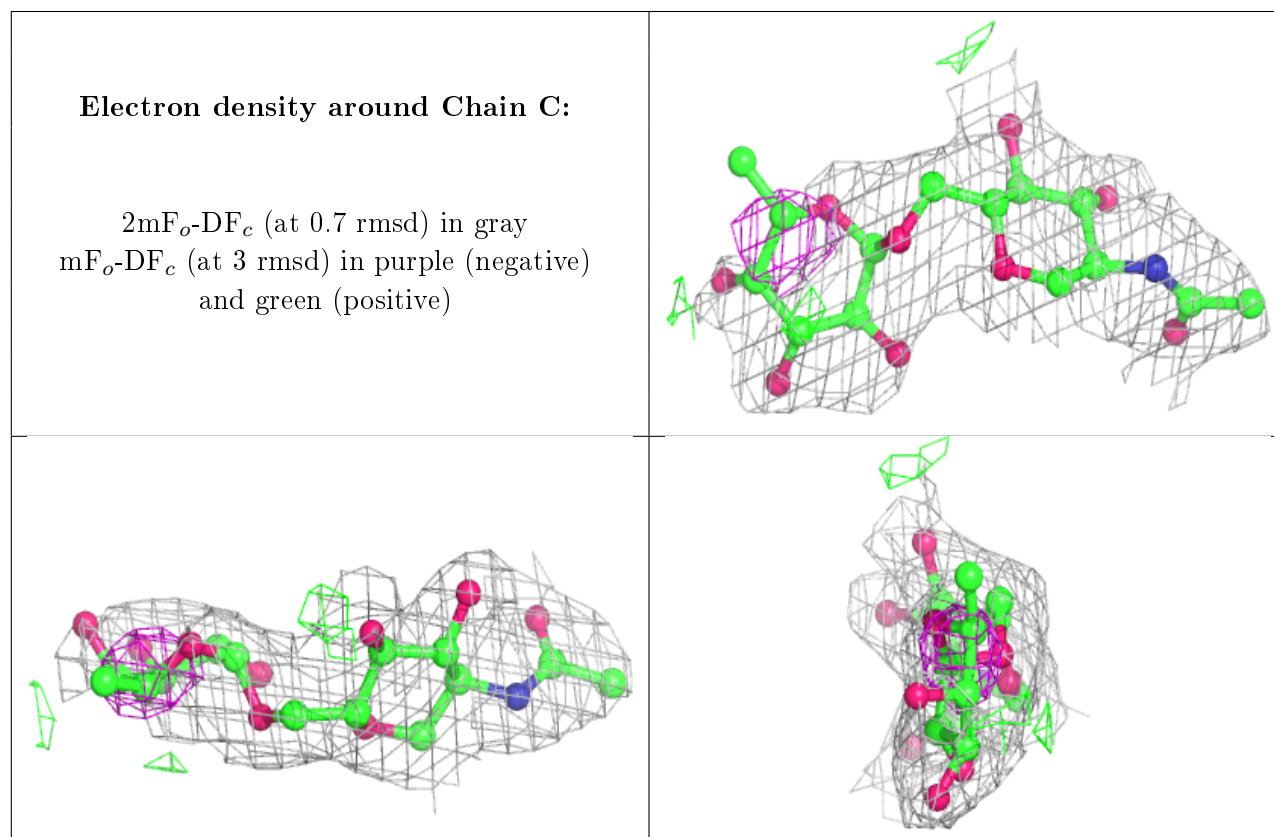 Electron density around Chain C:
2mFₒ-DF𝒸 (at 0.7 rmsd) in gray
mFₒ-DF𝒸 (at 3 rmsd) in purple (negative)
and green (positive)